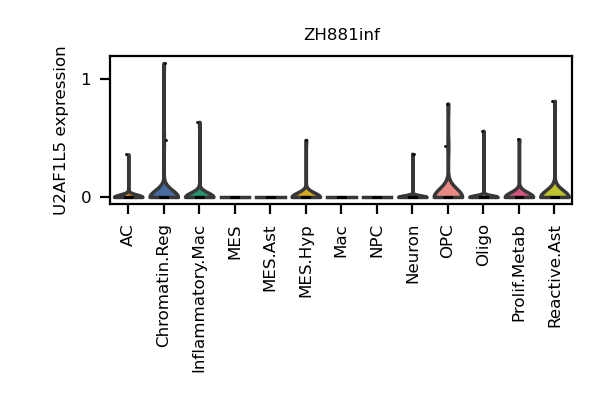 ZH881inf
U2AF1L5 expression
1
0
AC
Chromatin.Reg
Inflammatory.Mac
MES
MES.Ast
MES.Hyp
Mac
NPC
Neuron
OPC
Oligo
Prolif.Metab
Reactive.Ast